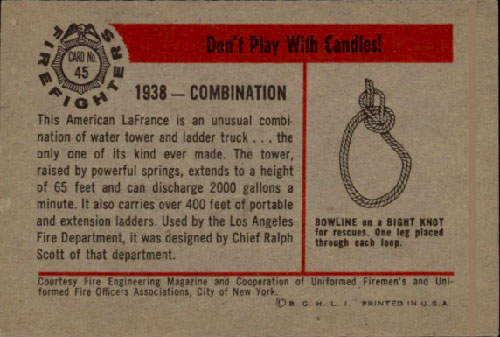 FIREFIGHTERS
CARD No.
45
Don't Play With Candles!
1938 — COMBINATION
This American LaFrance is an unusual combi-
nation of water tower and ladder truck . . . the
only one of its kind ever made. The tower,
raised by powerful springs, extends to a height
of 65 feet and can discharge 2000 gallons a
minute. It also carries over 400 feet of portable
and extension ladders. Used by the Los Angeles
Fire Department, it was designed by Chief Ralph
Scott of that department.
BOWLINE on a BIGHT KNOT
for rescues. One leg placed
through each loop.
Courtesy Fire Engineering Magazine and Cooperation of Uniformed Firemen's and Uni-
formed Fire Officers Associations, City of New York.
© B. G. H. L. I. PRINTED IN U.S.A.